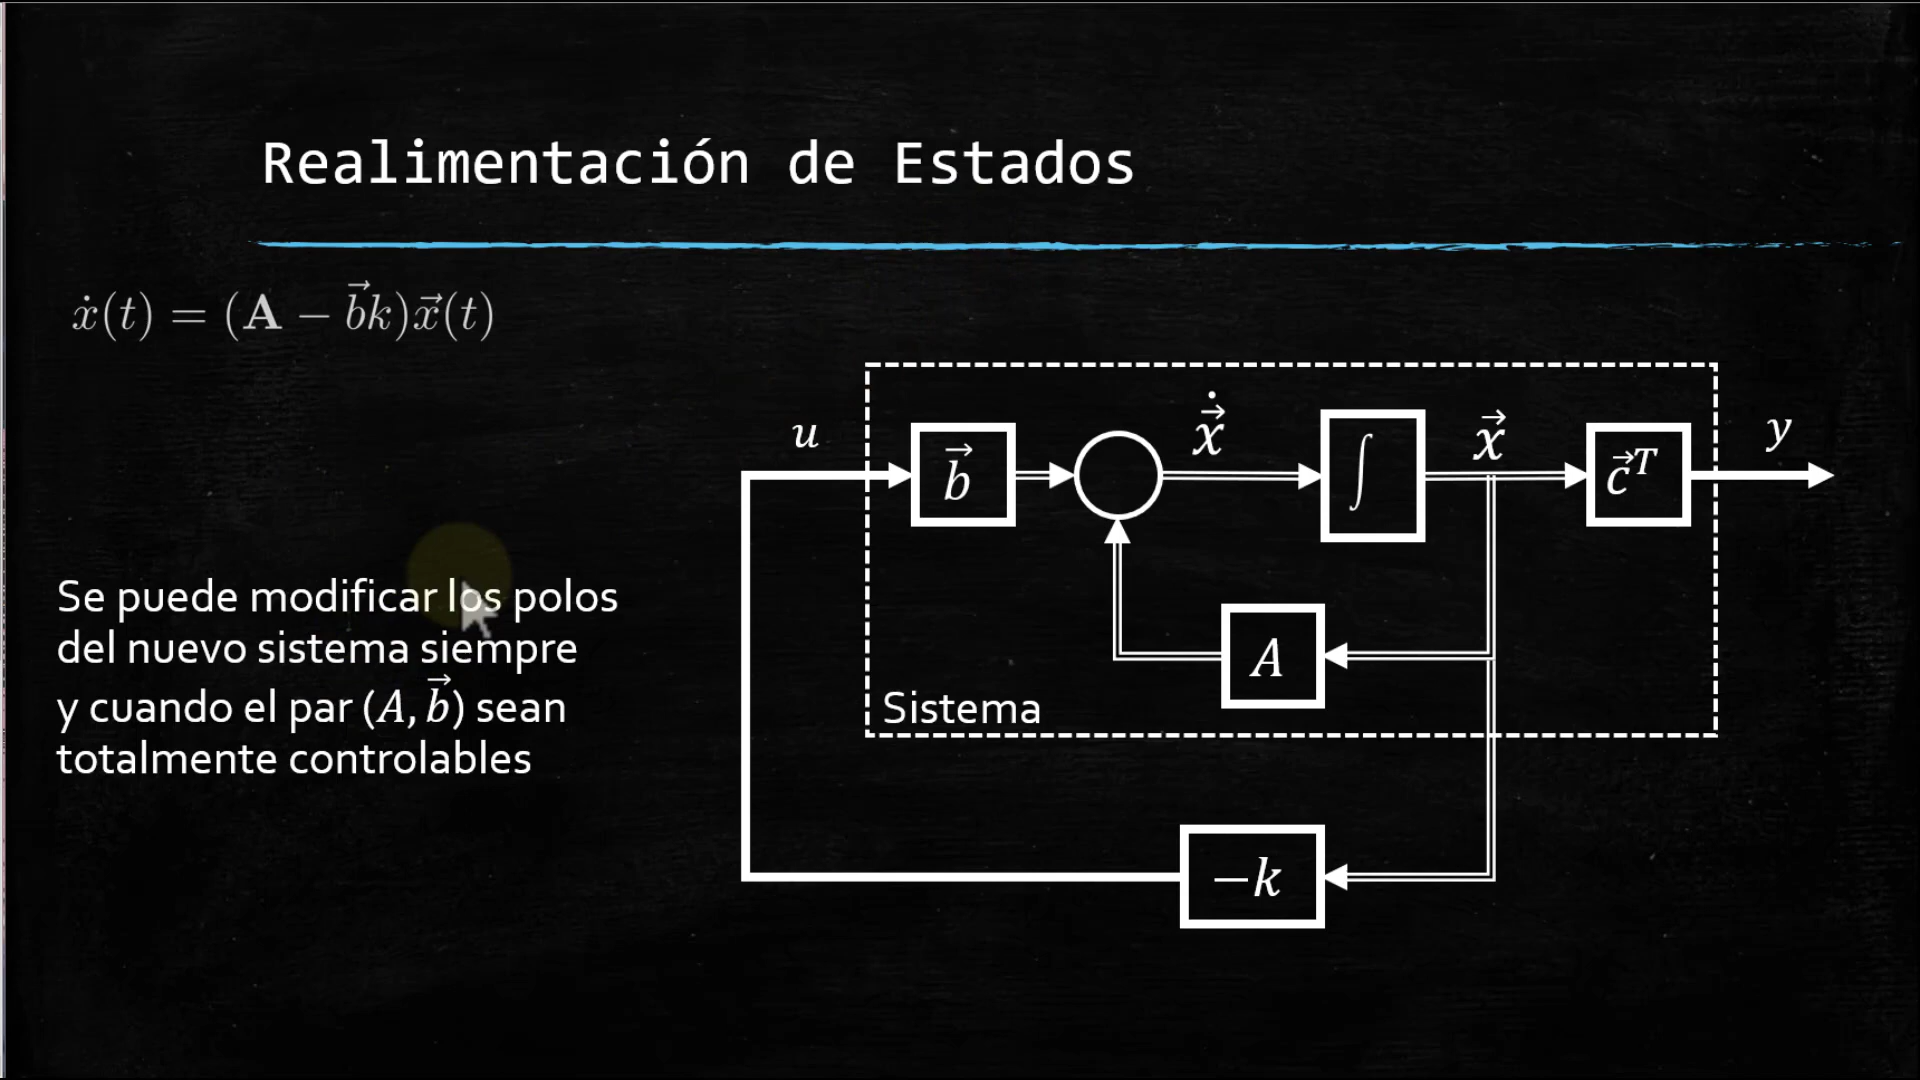 Realimentación de Estados
ẋ(t) = (A − b⃗k)x⃗(t)
u
b⃗
ẋ⃗
∫
x⃗
c⃗ᵀ
y
Se puede modificar los polos
del nuevo sistema siempre
y cuando el par (A, b⃗) sean
totalmente controlables
A
Sistema
−k